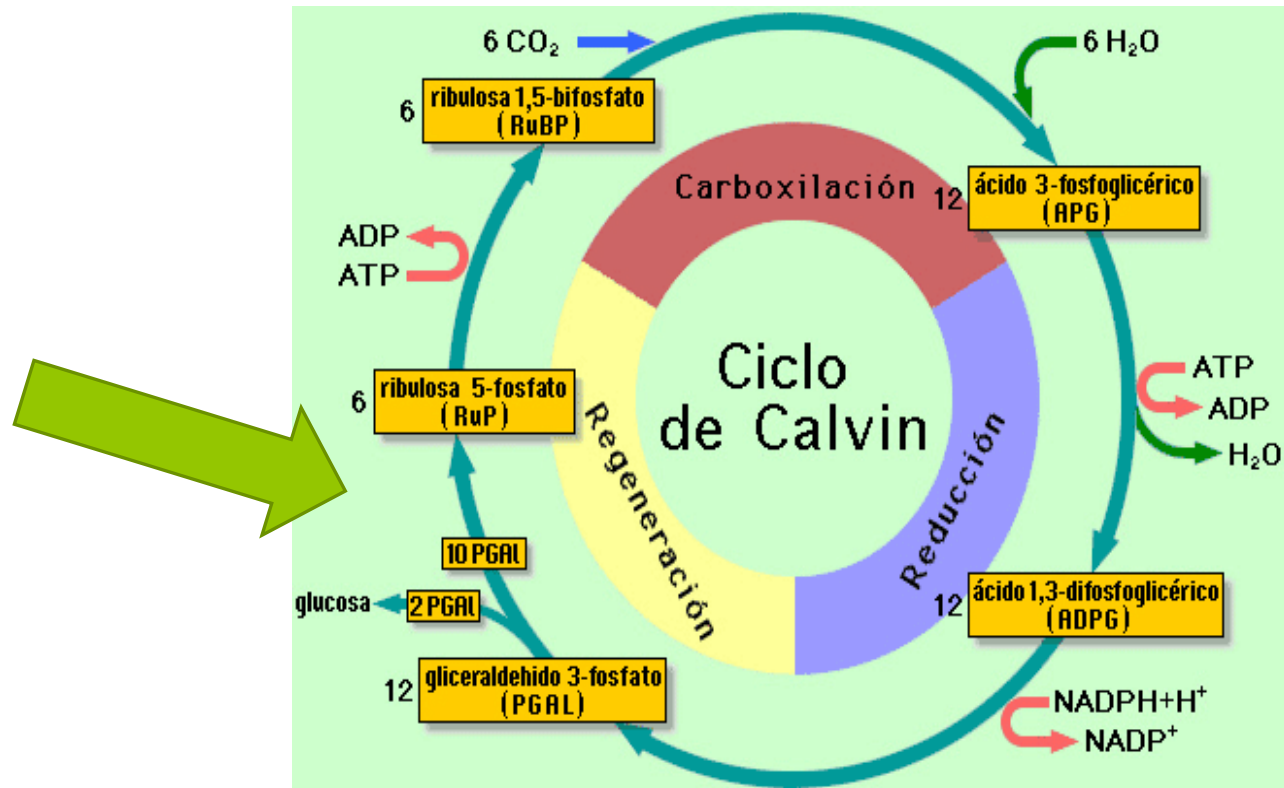 6 CO₂
6 H₂O
6
ribulosa 1,5-bifosfato
(RuBP)
Carboxilación
12
ácido 3-fosfoglicérico
(APG)
ADP
ATP
Ciclo
de Calvin
ATP
ADP
H₂O
6
ribulosa 5-fosfato
(RuP)
Regeneración
Reducción
10 PGAl
glucosa
2 PGAl
12
ácido 1,3-difosfoglicérico
(ADPG)
12
gliceraldehido 3-fosfato
(PGAL)
NADPH+H⁺
NADP⁺